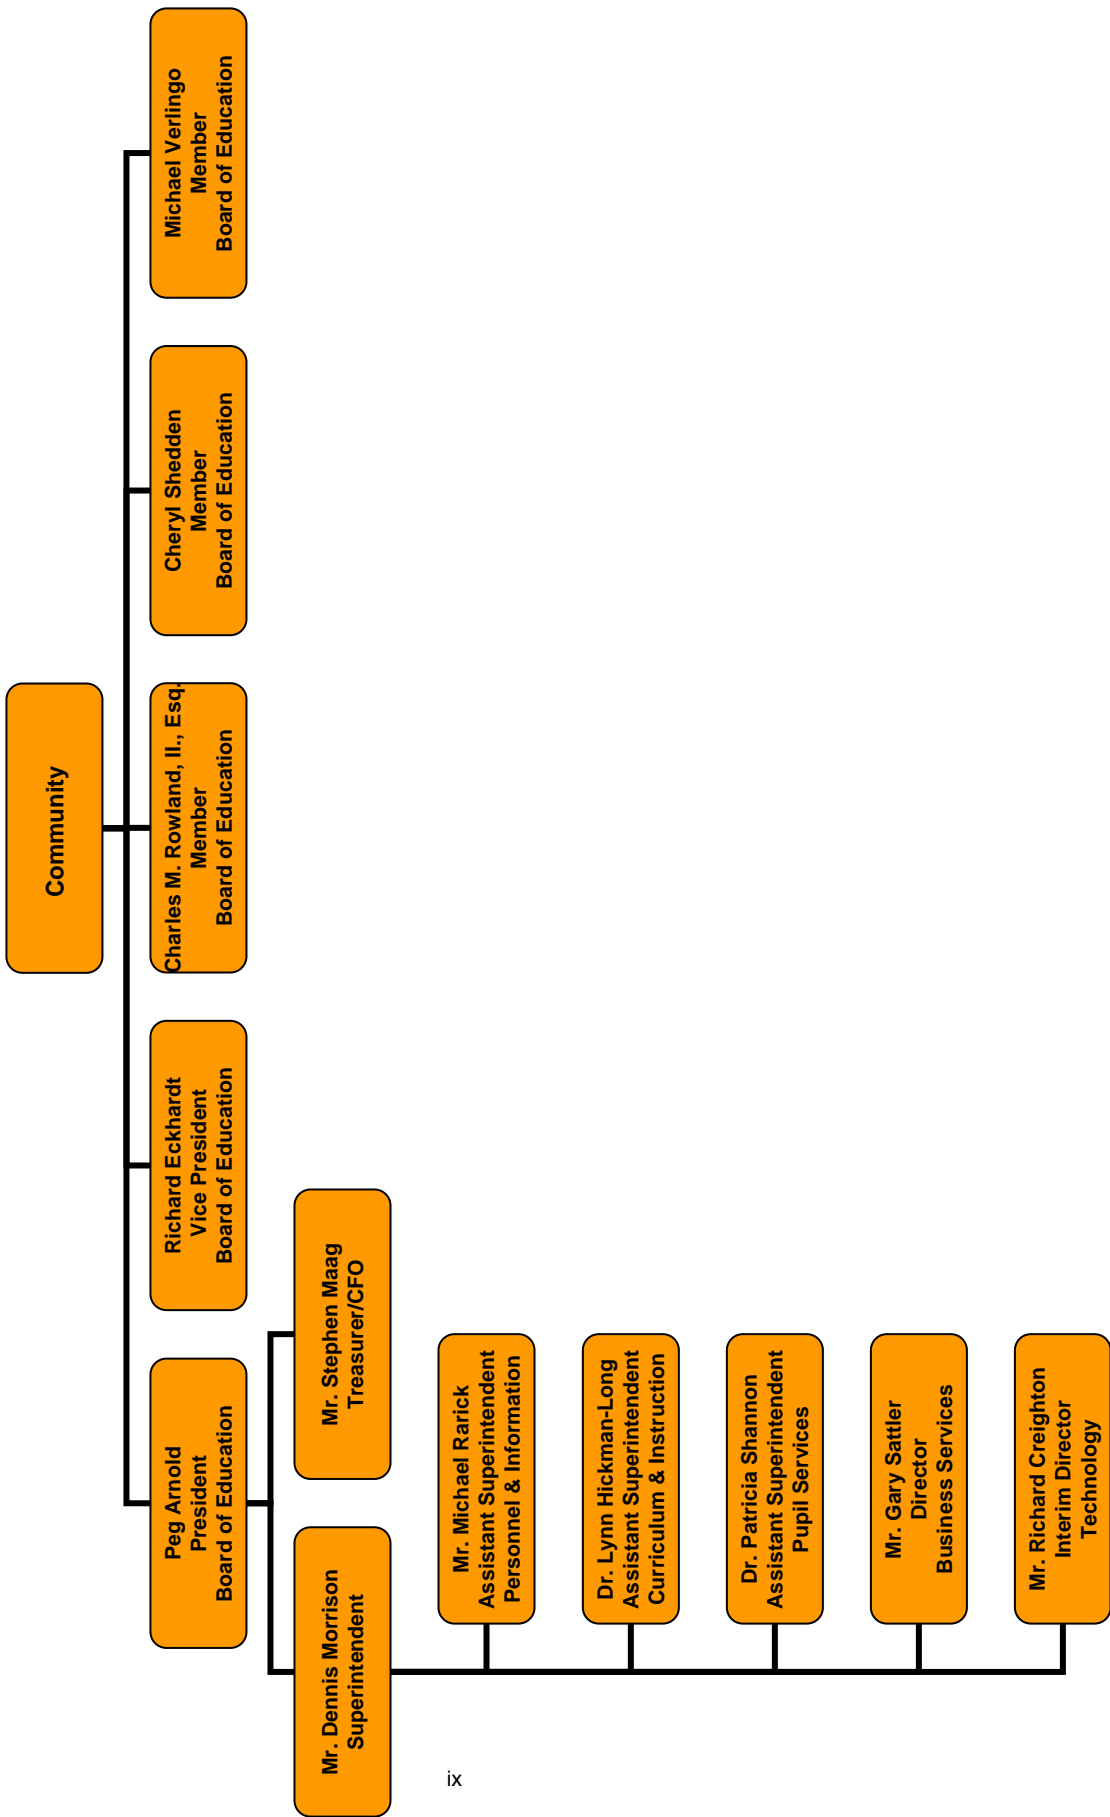 Community
Peg Arnold
President
Board of Education
Richard Eckhardt
Vice President
Board of Education
Charles M. Rowland, II., Esq.
Member
Board of Education
Cheryl Shedden
Member
Board of Education
Michael Verlingo
Member
Board of Education
Mr. Dennis Morrison
Superintendent
Mr. Stephen Maag
Treasurer/CFO
Mr. Michael Rarick
Assistant Superintendent
Personnel & Information
Dr. Lynn Hickman-Long
Assistant Superintendent
Curriculum & Instruction
Dr. Patricia Shannon
Assistant Superintendent
Pupil Services
Mr. Gary Sattler
Director
Business Services
Mr. Richard Creighton
Interim Director
Technology
ix